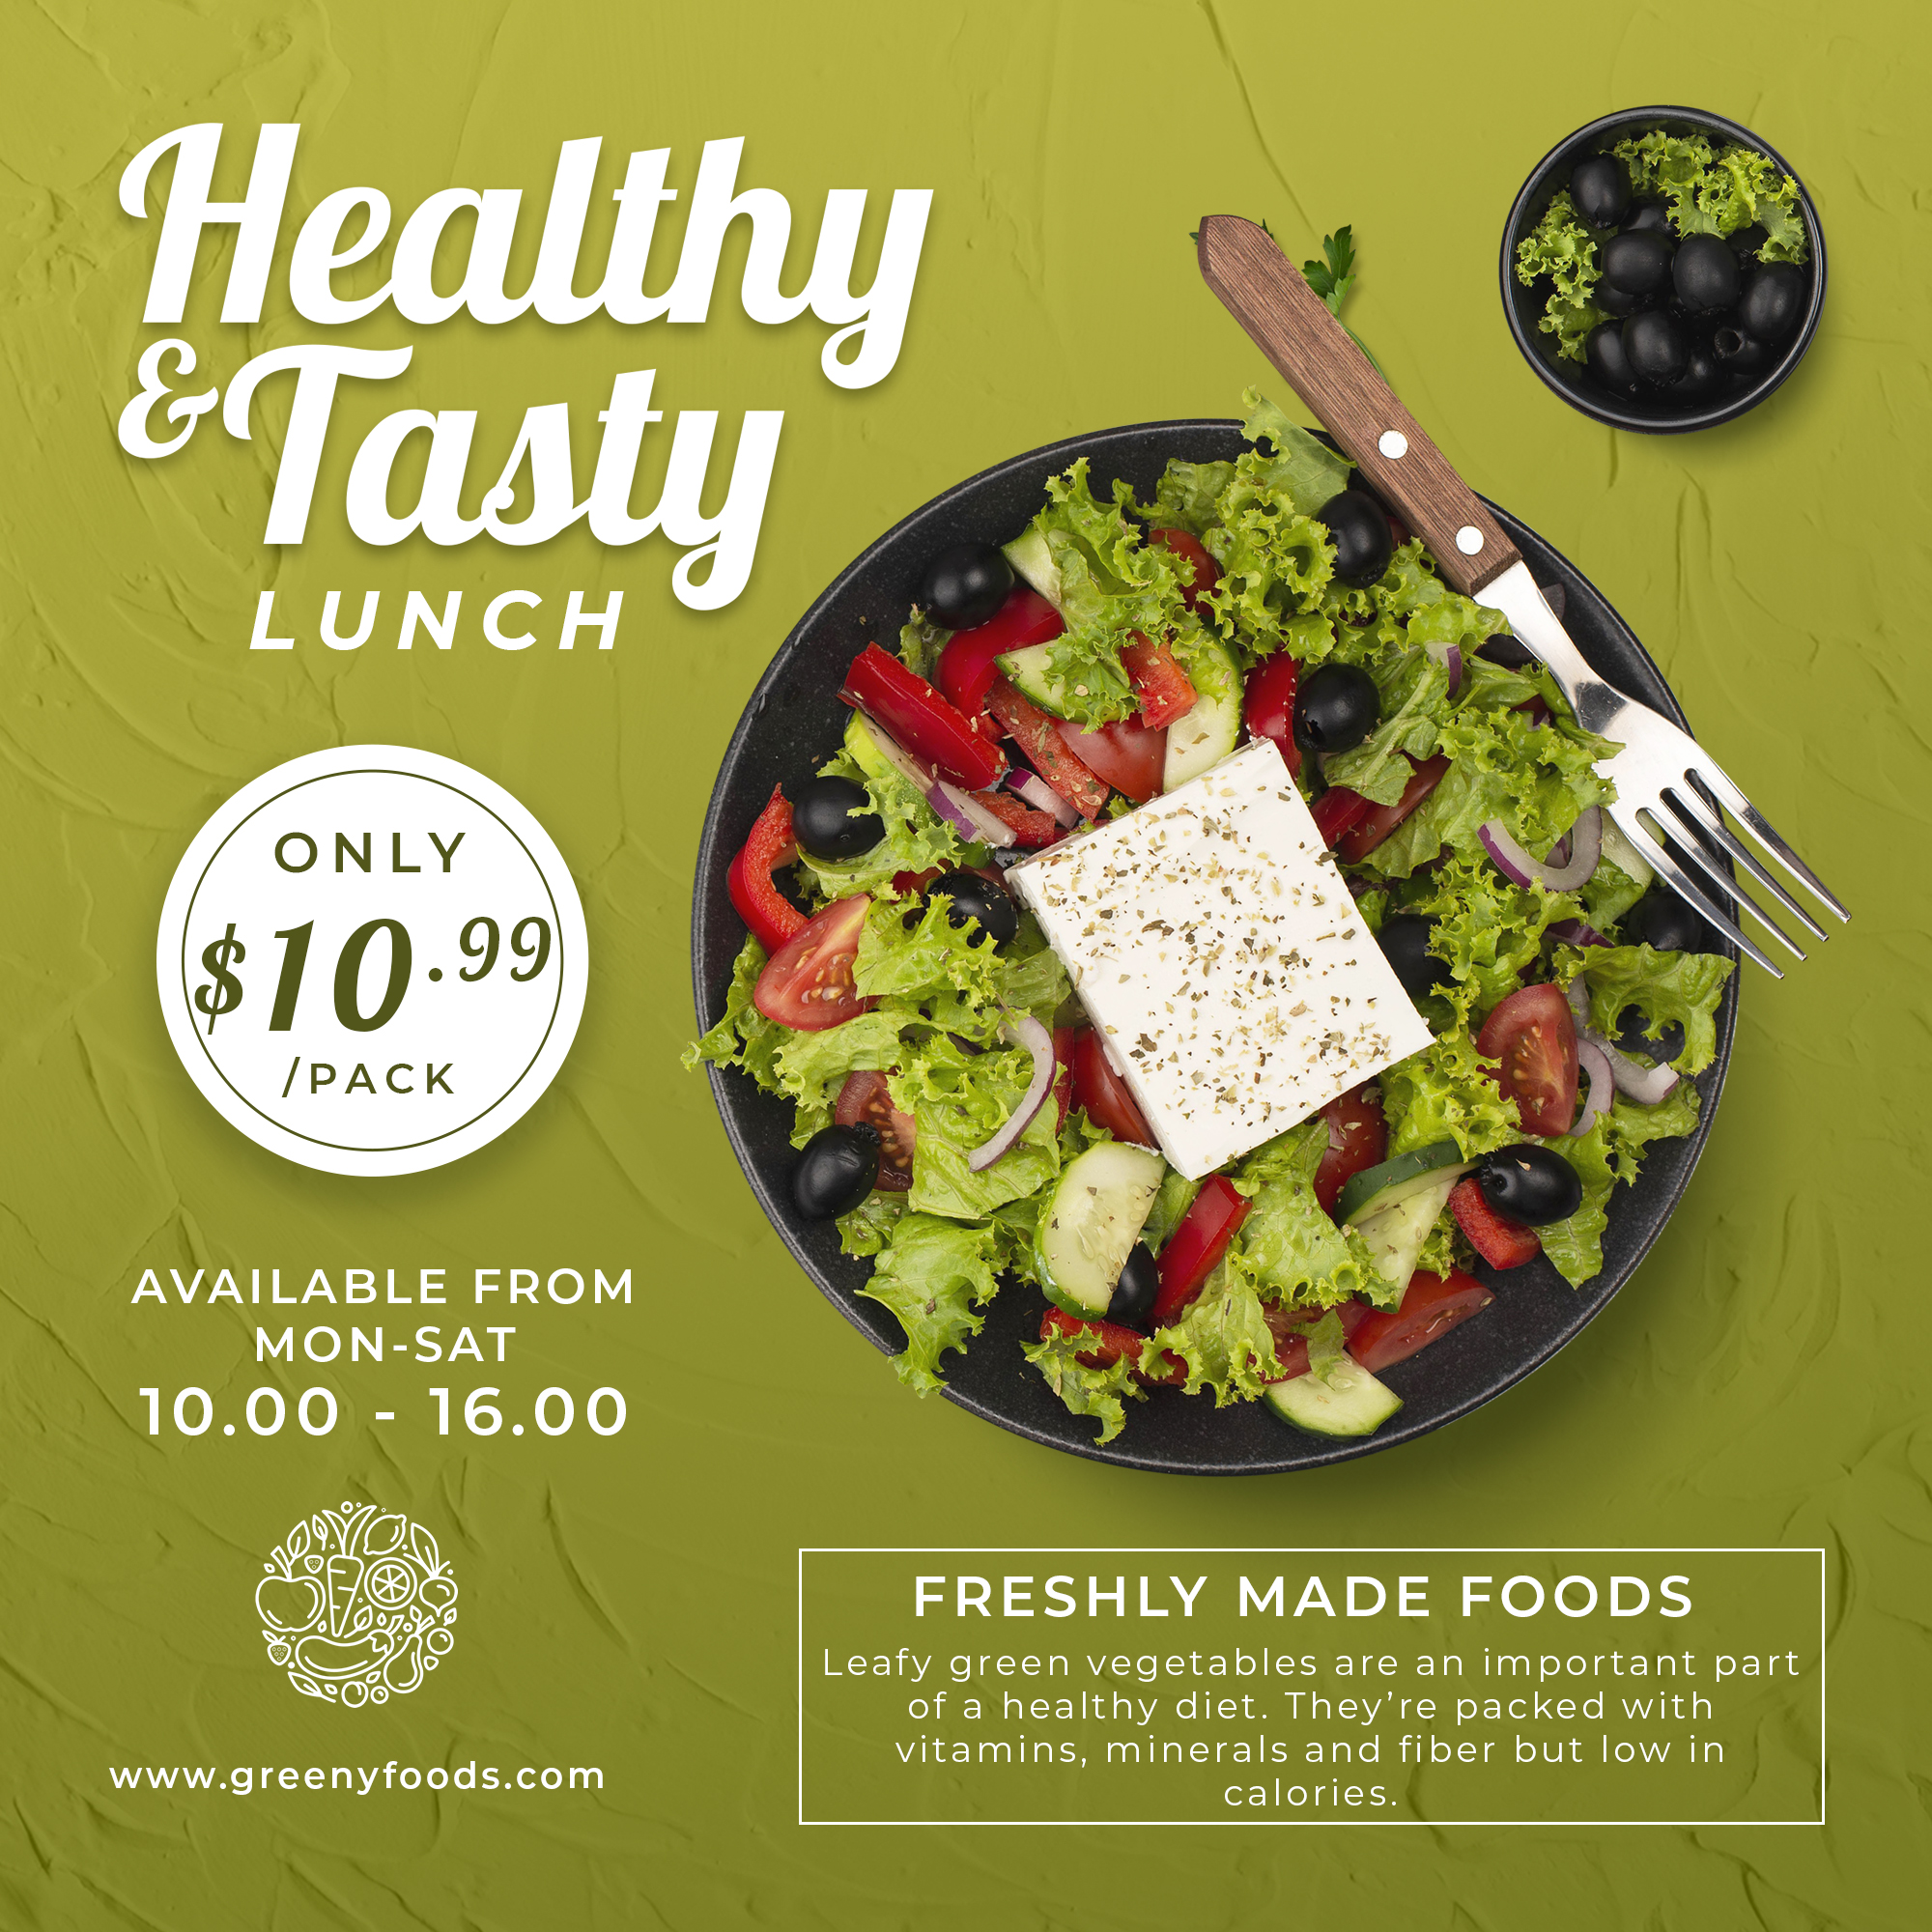 Healthy
& Tasty
LUNCH
ONLY
$10.99
/PACK
AVAILABLE FROM
MON-SAT
10.00 - 16.00
www.greenyfoods.com
FRESHLY MADE FOODS
Leafy green vegetables are an important part
of a healthy diet. They’re packed with
vitamins, minerals and fiber but low in
calories.